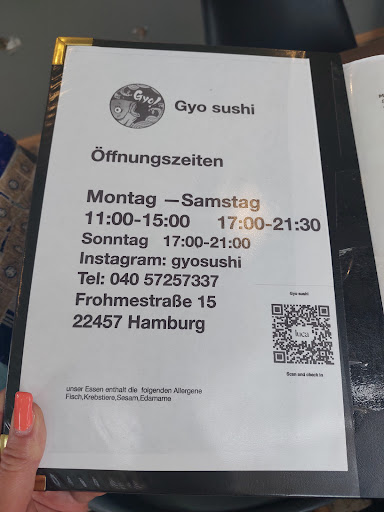 Gyo!
Gyo sushi
Öffnungszeiten
Montag —Samstag
11:00-15:00 17:00-21:30
Sonntag 17:00-21:00
Instagram: gyosushi
Tel: 040 57257337
Frohmestraße 15
22457 Hamburg
Gyo sushi
luca
Scan and check in
unser Essen enthält die folgenden Allergene
Fisch,Krebstiere,Sesam,Edamame